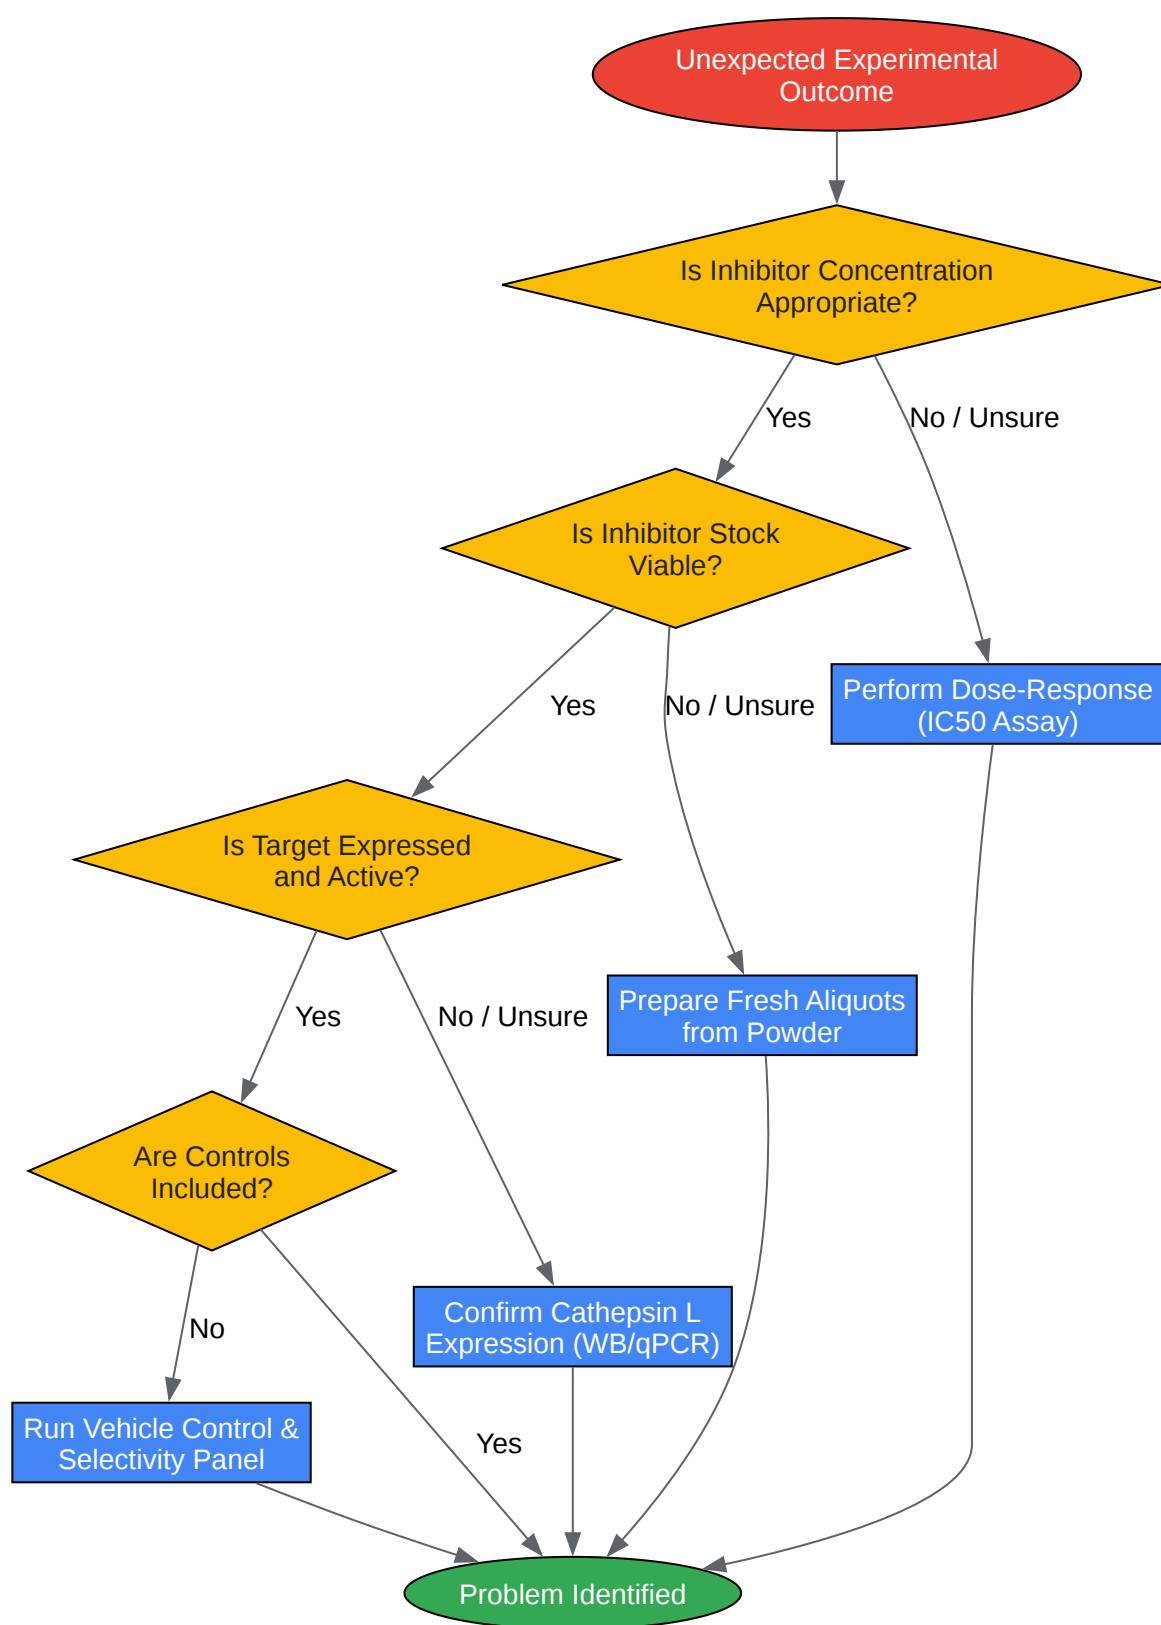 Unexpected Experimental
Outcome
Is Inhibitor Concentration
Appropriate?
Yes
No / Unsure
Is Inhibitor Stock
Viable?
Yes
No / Unsure
Perform Dose-Response
(IC50 Assay)
Is Target Expressed
and Active?
Yes
No / Unsure
Prepare Fresh Aliquots
from Powder
Are Controls
Included?
No
Confirm Cathepsin L
Expression (WB/qPCR)
Run Vehicle Control &
Selectivity Panel
Yes
Problem Identified